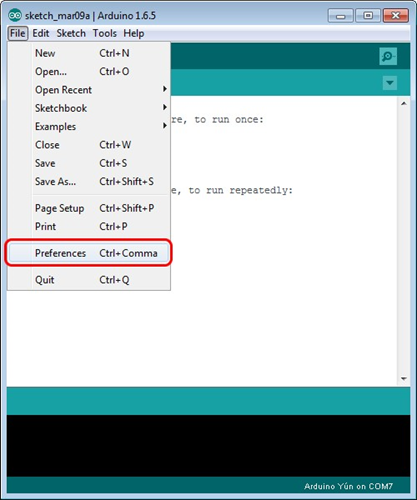 sketch_mar09a | Arduino 1.6.5
File Edit Sketch Tools Help
New Ctrl+N
Open... Ctrl+O
Open Recent
Sketchbook
Examples
Close Ctrl+W
Save Ctrl+S
Save As... Ctrl+Shift+S
Page Setup Ctrl+Shift+P
Print Ctrl+P
Preferences Ctrl+Comma
Quit Ctrl+Q
re, to run once:
e, to run repeatedly:
Arduino Yún on COM7